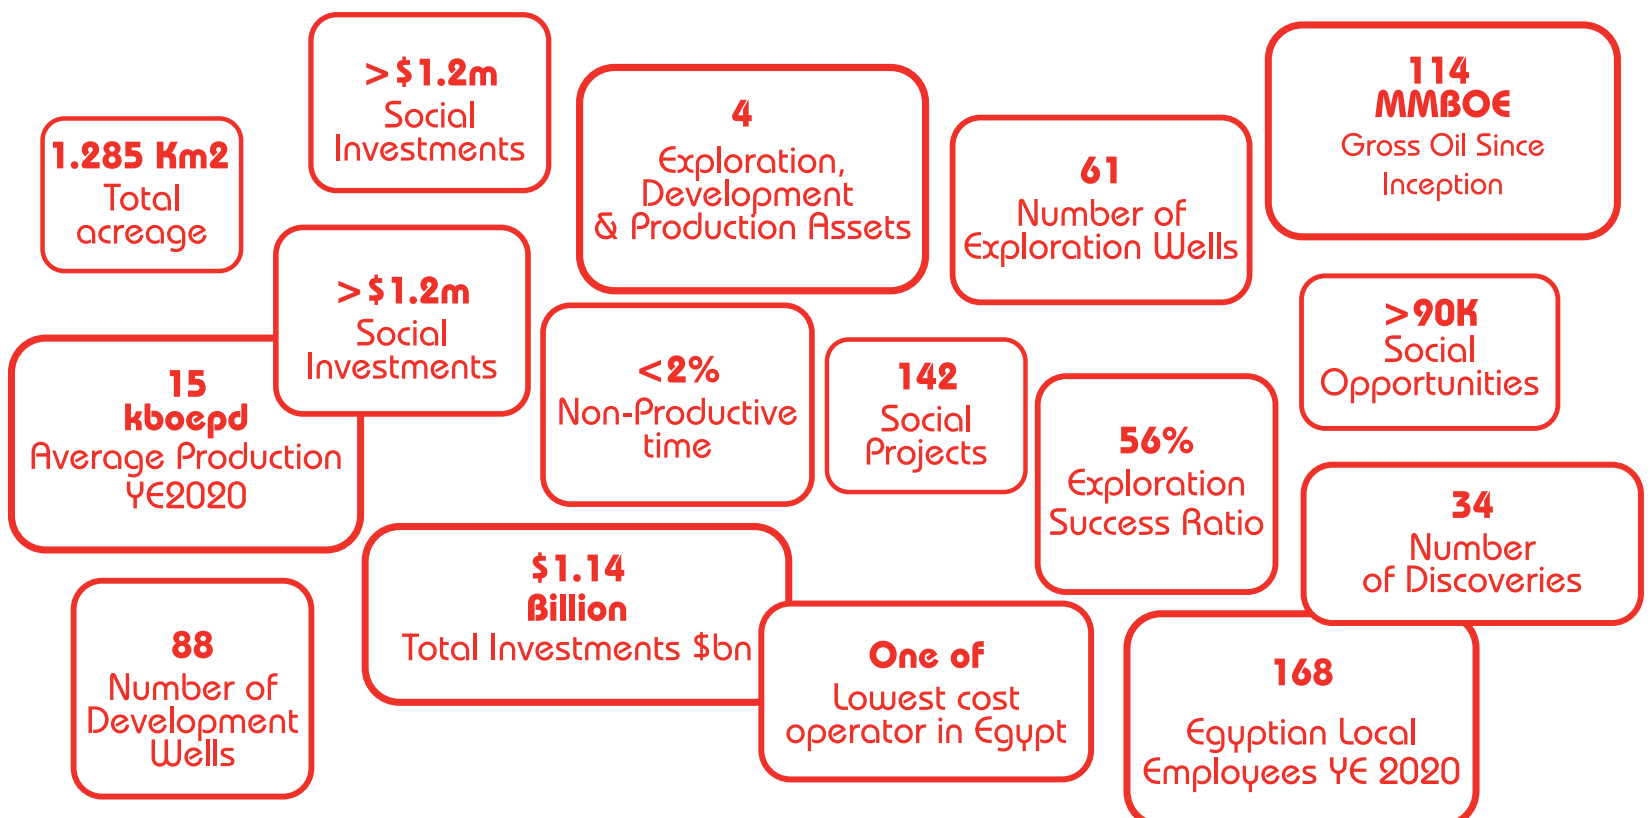 >$1.2m
Social
Investments
114
MMBOE
Gross Oil Since
Inception
4
Exploration,
Development
& Production Assets
1.285 Km2
Total
acreage
61
Number of
Exploration Wells
>$1.2m
Social
Investments
>90K
Social
Opportunities
15
kboepd
Average Production
YE2020
<2%
Non-Productive
time
142
Social
Projects
56%
Exploration
Success Ratio
34
Number
of Discoveries
$1.14
Billion
Total Investments $bn
88
Number of
Development
Wells
One of
Lowest cost
operator in Egypt
168
Egyptian Local
Employees YE 2020